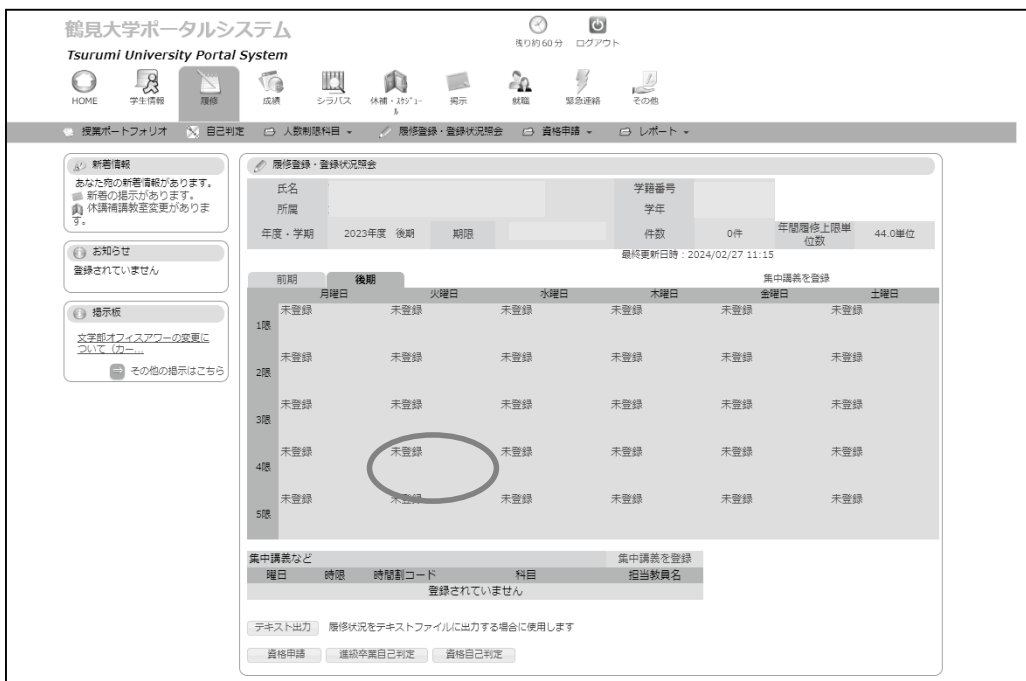 鶴見大学ポータルシステム
Tsurumi University Portal System
残り約60分 ログアウト
HOME 学生情報 履修 成績 シラバス 休補・ｽｹｼﾞｭｰﾙ 掲示 就職 緊急連絡 その他
授業ポートフォリオ 自己判定 人数制限科目 履修登録・登録状況照会 資格申請 レポート
新着情報
あなた宛の新着情報があります。
新着の掲示があります。
休講補講教室変更がありま
す。
お知らせ
登録されていません
掲示板
文学部オフィスアワーの変更に
ついて（カー...
その他の掲示はこちら
履修登録・登録状況照会
氏名 学籍番号
所属 学年
年度・学期 2023年度 後期 期限 件数 0件 年間履修上限単位数 44.0単位
最終更新日時：2024/02/27 11:15
前期 後期 集中講義を登録
月曜日 火曜日 水曜日 木曜日 金曜日 土曜日
1限 未登録 未登録 未登録 未登録 未登録 未登録
2限 未登録 未登録 未登録 未登録 未登録 未登録
3限 未登録 未登録 未登録 未登録 未登録 未登録
4限 未登録 未登録 未登録 未登録 未登録 未登録
5限 未登録 未登録 未登録 未登録 未登録 未登録
集中講義など 集中講義を登録
曜日 時限 時間割コード 科目 担当教員名
登録されていません
テキスト出力 履修状況をテキストファイルに出力する場合に使用します
資格申請 進級卒業自己判定 資格自己判定